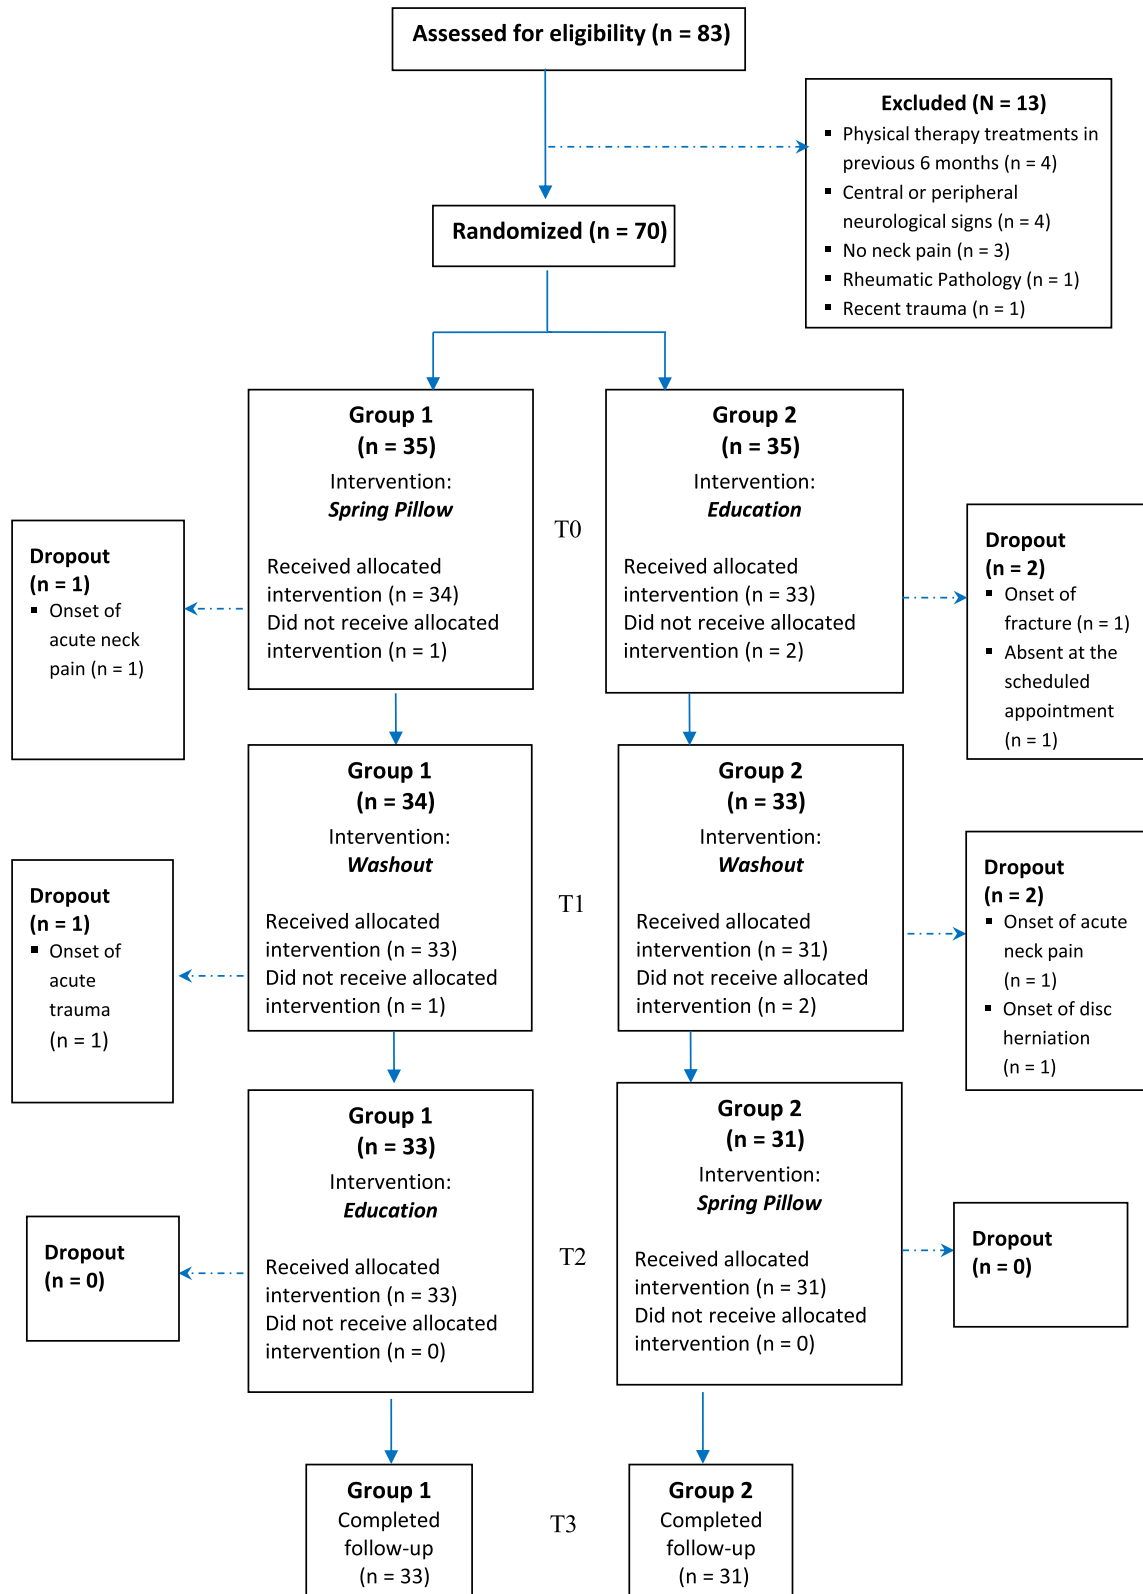 Assessed for eligibility (n = 83)
Excluded (N = 13)
▪ Physical therapy treatments in
previous 6 months (n = 4)
▪ Central or peripheral
neurological signs (n = 4)
▪ No neck pain (n = 3)
▪ Rheumatic Pathology (n = 1)
▪ Recent trauma (n = 1)
Randomized (n = 70)
Group 1
(n = 35)
Intervention:
Spring Pillow
Received allocated
intervention (n = 34)
Did not receive allocated
intervention (n = 1)
T0
Group 2
(n = 35)
Intervention:
Education
Received allocated
intervention (n = 33)
Did not receive allocated
intervention (n = 2)
Dropout
(n = 1)
▪ Onset of
acute neck
pain (n = 1)
Dropout
(n = 2)
▪ Onset of
fracture (n = 1)
▪ Absent at the
scheduled
appointment
(n = 1)
Group 1
(n = 34)
Intervention:
Washout
Received allocated
intervention (n = 33)
Did not receive allocated
intervention (n = 1)
T1
Group 2
(n = 33)
Intervention:
Washout
Received allocated
intervention (n = 31)
Did not receive allocated
intervention (n = 2)
Dropout
(n = 1)
▪ Onset of
acute
trauma
(n = 1)
Dropout
(n = 2)
▪ Onset of acute
neck pain
(n = 1)
▪ Onset of disc
herniation
(n = 1)
Group 1
(n = 33)
Intervention:
Education
Received allocated
intervention (n = 33)
Did not receive allocated
intervention (n = 0)
T2
Group 2
(n = 31)
Intervention:
Spring Pillow
Received allocated
intervention (n = 31)
Did not receive allocated
intervention (n = 0)
Dropout
(n = 0)
Dropout
(n = 0)
Group 1
Completed
follow-up
(n = 33)
T3
Group 2
Completed
follow-up
(n = 31)